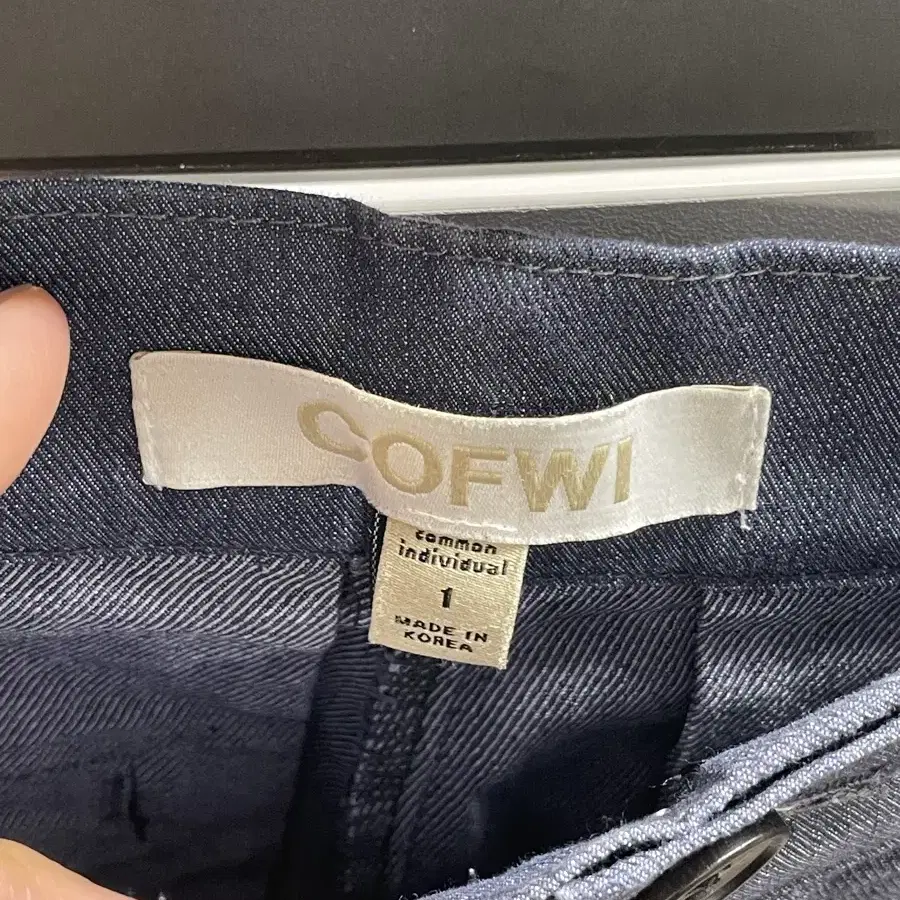 COFWI
common
individual
1
MADE IN
KOREA